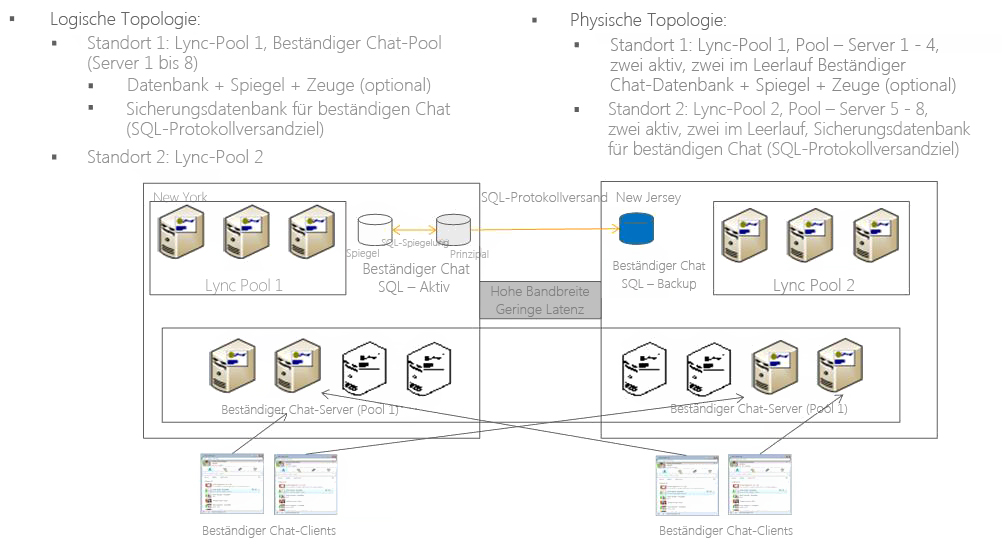 Logische Topologie:
Standort 1: Lync-Pool 1, Beständiger Chat-Pool
(Server 1 bis 8)
Datenbank + Spiegel + Zeuge (optional)
Sicherungsdatenbank für beständigen Chat
(SQL-Protokollversandziel)
Standort 2: Lync-Pool 2
Physische Topologie:
Standort 1: Lync-Pool 1, Pool – Server 1 - 4,
zwei aktiv, zwei im Leerlauf Beständiger
Chat-Datenbank + Spiegel + Zeuge (optional)
Standort 2: Lync-Pool 2, Pool – Server 5 - 8,
zwei aktiv, zwei im Leerlauf, Sicherungsdatenbank
für beständigen Chat (SQL-Protokollversandziel)
New York
SQL-Protokollversand
New Jersey
SQL-Spiegelung
Spiegel
Prinzipal
Lync Pool 1
Beständiger Chat
SQL – Aktiv
Beständiger Chat
SQL – Backup
Lync Pool 2
Hohe Bandbreite
Geringe Latenz
Beständiger Chat-Server (Pool 1)
Beständiger Chat-Server (Pool 1)
Beständiger Chat-Clients
Beständiger Chat-Clients